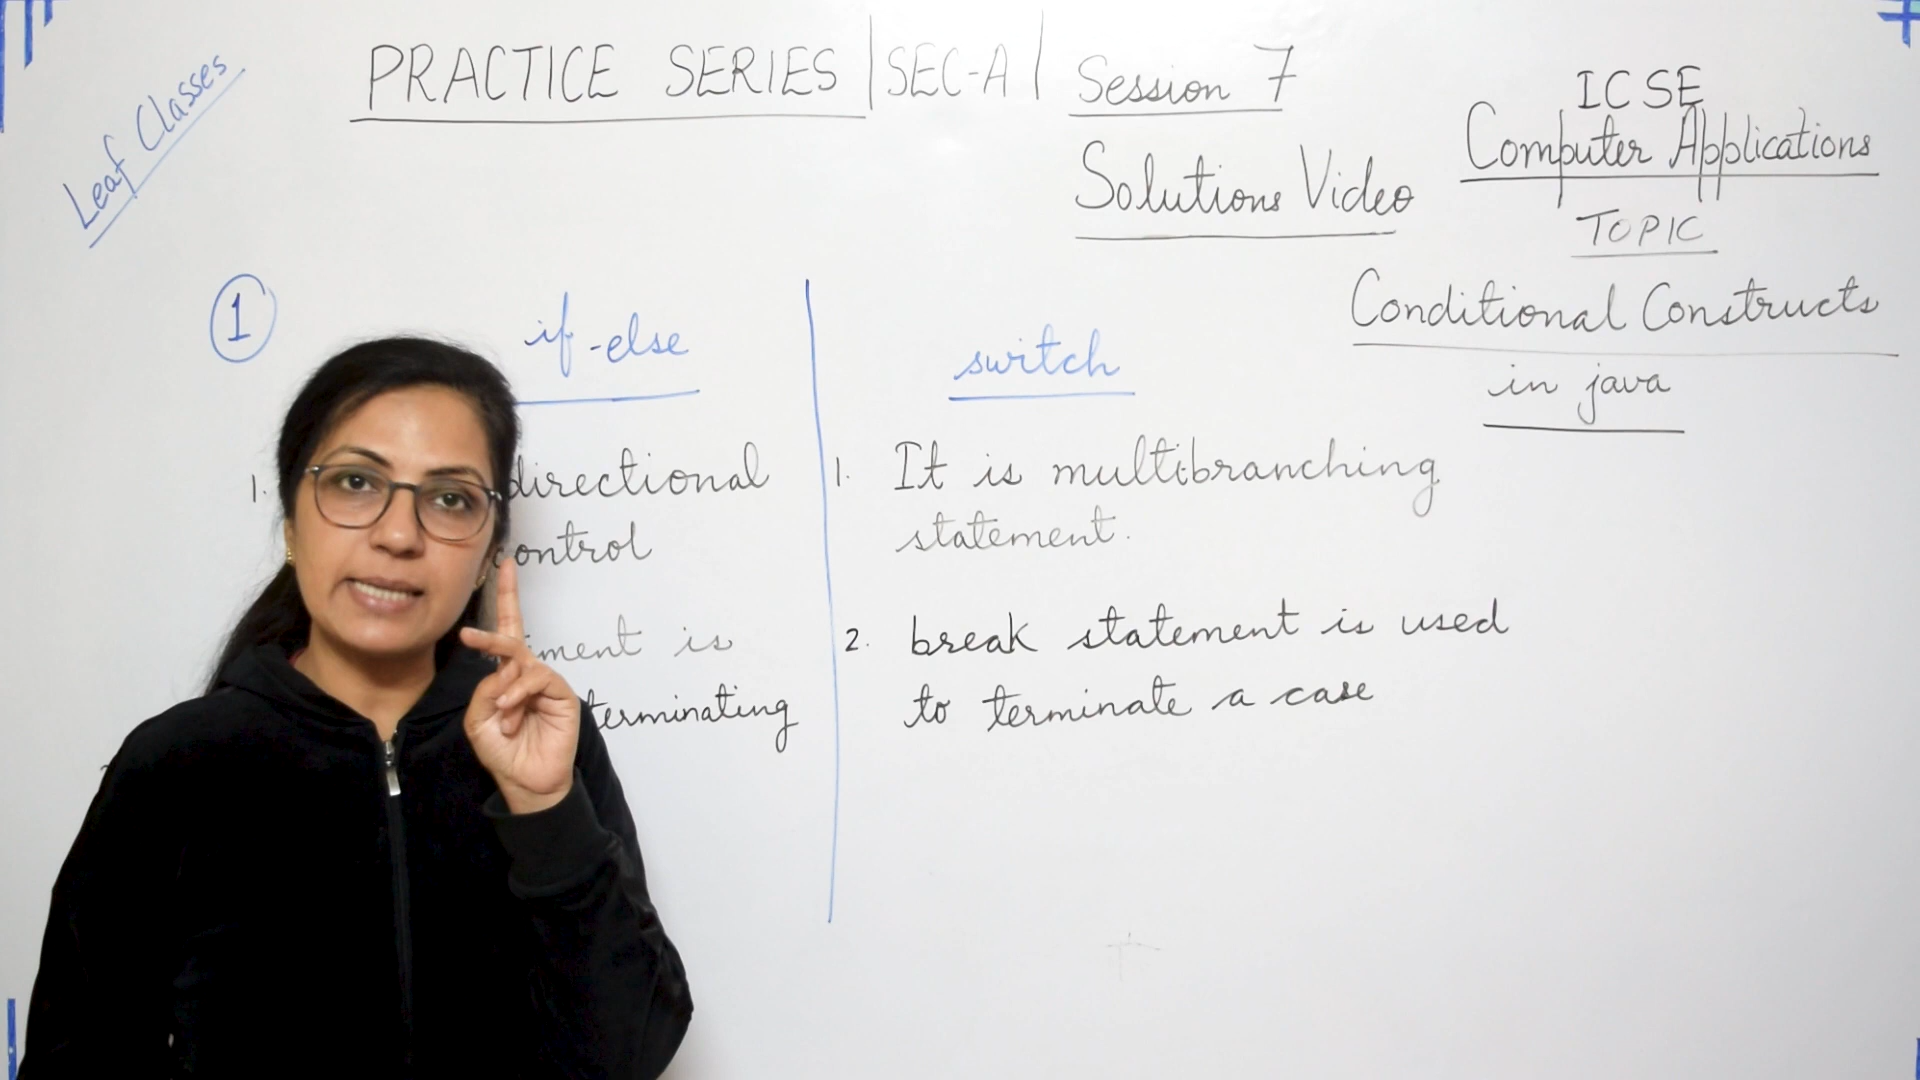 Leaf Classes
PRACTICE SERIES | SEC-A | Session 7
Solutions Video
ICSE
Computer Applications
TOPIC
Conditional Constructs
in java
1
if-else
1. directional
control
is
terminating
switch
1. It is multibranching
statement.
2. break statement is used
to terminate a case